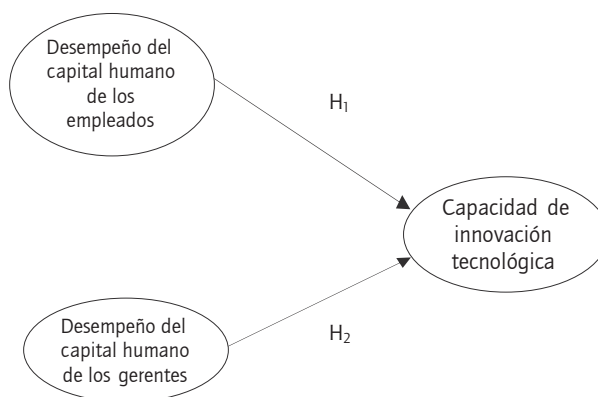 Desempeño del
capital humano
de los
empleados
H₁
Capacidad de
innovación
tecnológica
Desempeño del
capital humano
de los gerentes
H₂